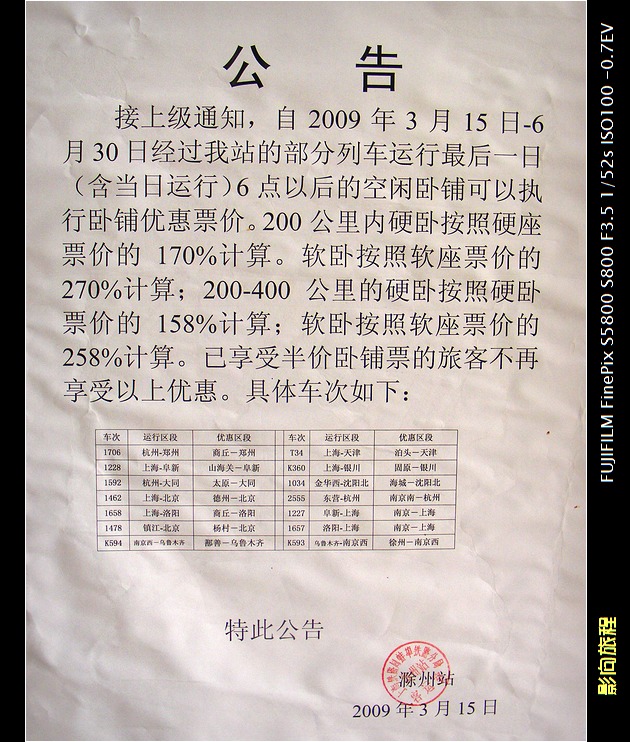 公 告
接上级通知，自 2009 年 3 月 15 日-6
月 30 日经过我站的部分列车运行最后一日
（含当日运行）6 点以后的空闲卧铺可以执
行卧铺优惠票价。200 公里内硬卧按照硬座
票价的 170%计算。软卧按照软座票价的
270%计算；200-400 公里的硬卧按照硬卧
票价的 158%计算；软卧按照软座票价的
258%计算。已享受半价卧铺票的旅客不再
享受以上优惠。具体车次如下：
车次 运行区段 优惠区段 车次 运行区段 优惠区段
1706 杭州-郑州 商丘－郑州 T34 上海-天津 泊头－天津
1228 上海-阜新 山海关－阜新 K360 上海-银川 固原－银川
1592 杭州-大同 太原－大同 1034 金华西-沈阳北 海城－沈阳北
1462 上海-北京 德州－北京 2555 东营-杭州 南京南－杭州
1658 上海-洛阳 商丘－洛阳 1227 阜新-上海 南京－上海
1478 镇江-北京 杨村－北京 1657 洛阳-上海 南京－上海
K594 南京西－乌鲁木齐 鄯善－乌鲁木齐 K593 乌鲁木齐-南京西 徐州－南京西
特此公告
滁州站
2009 年 3 月 15 日
FUJIFILM FinePix S5800 S800 F3.5 1/52s ISO100 -0.7EV
影向旅程